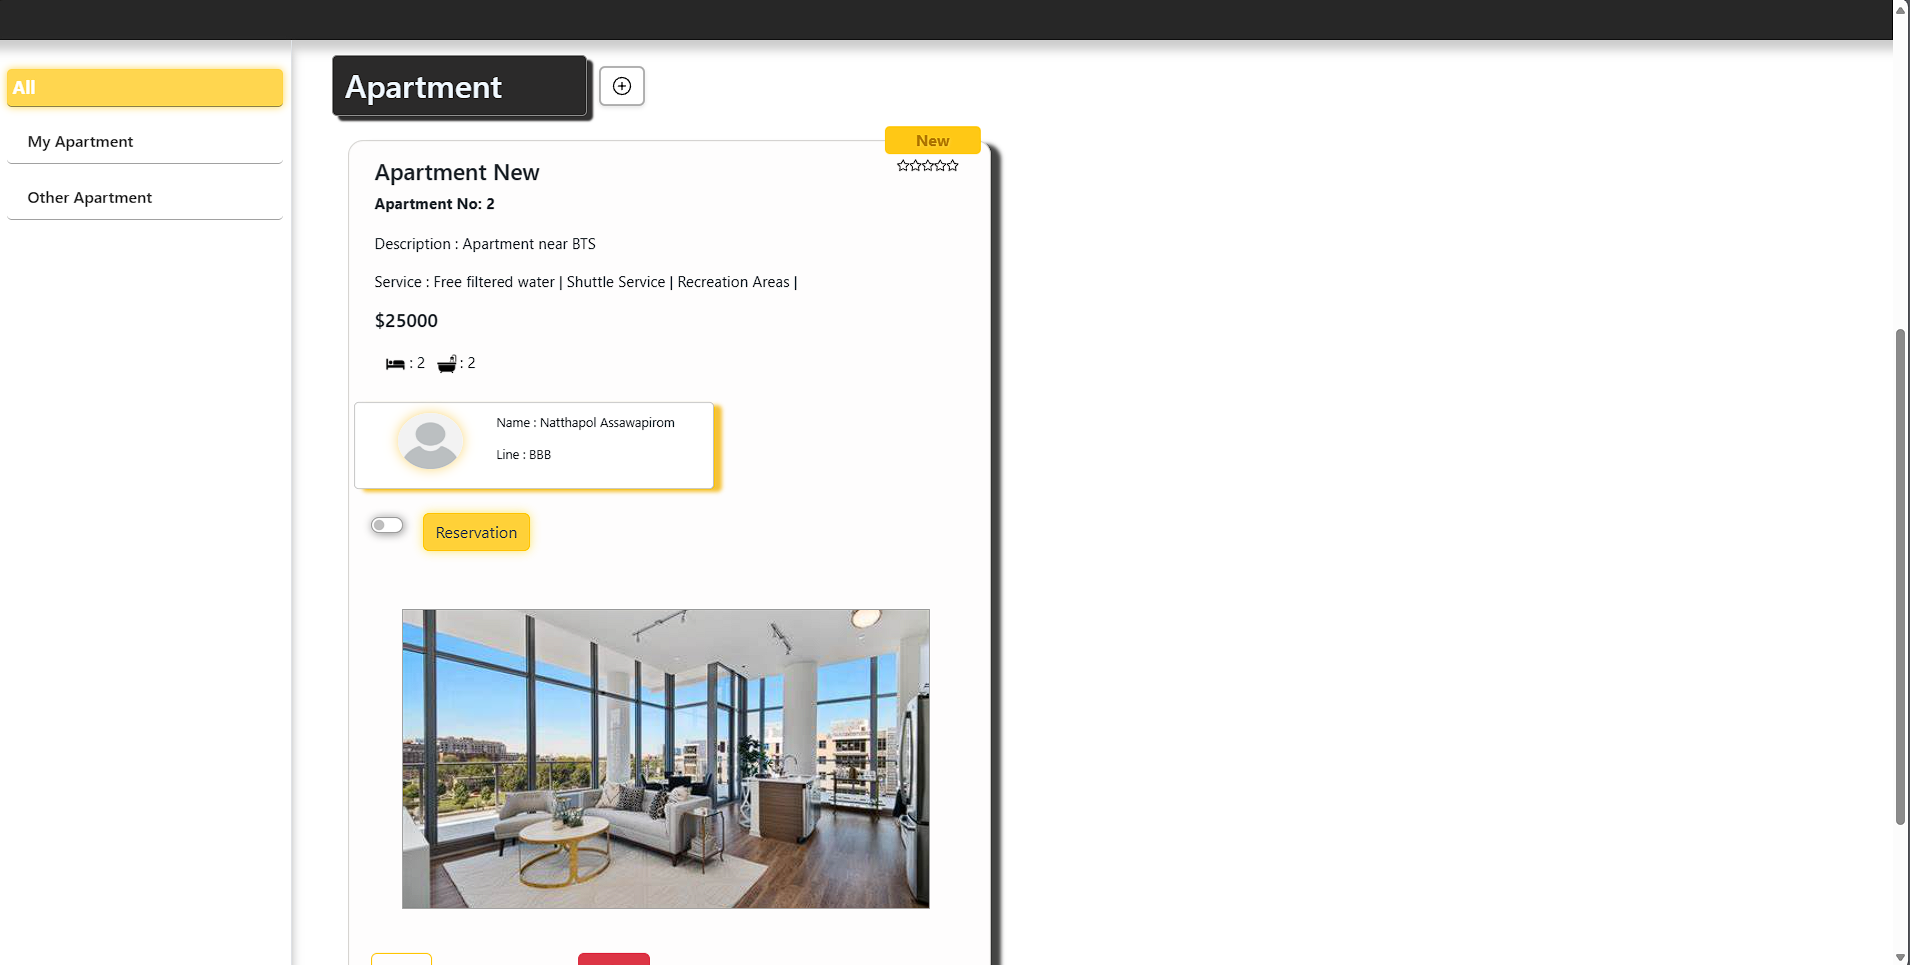 All
My Apartment
Other Apartment
Apartment
New
Apartment New
Apartment No: 2
Description : Apartment near BTS
Service : Free filtered water | Shuttle Service | Recreation Areas |
$25000
: 2 : 2
Name : Natthapol Assawapirom
Line : BBB
Reservation